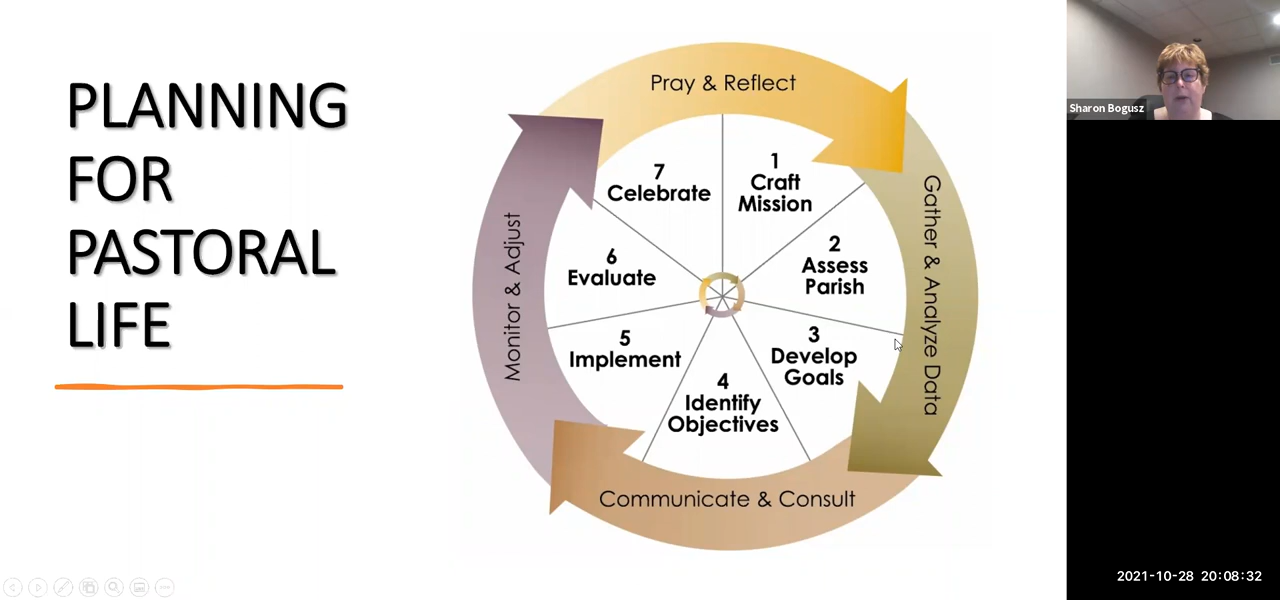 PLANNING
FOR
PASTORAL
LIFE
Pray & Reflect
Gather & Analyze Data
Communicate & Consult
Monitor & Adjust
1
Craft
Mission
2
Assess
Parish
3
Develop
Goals
4
Identify
Objectives
5
Implement
6
Evaluate
7
Celebrate
Sharon Bogusz
2021-10-28 20:08:32